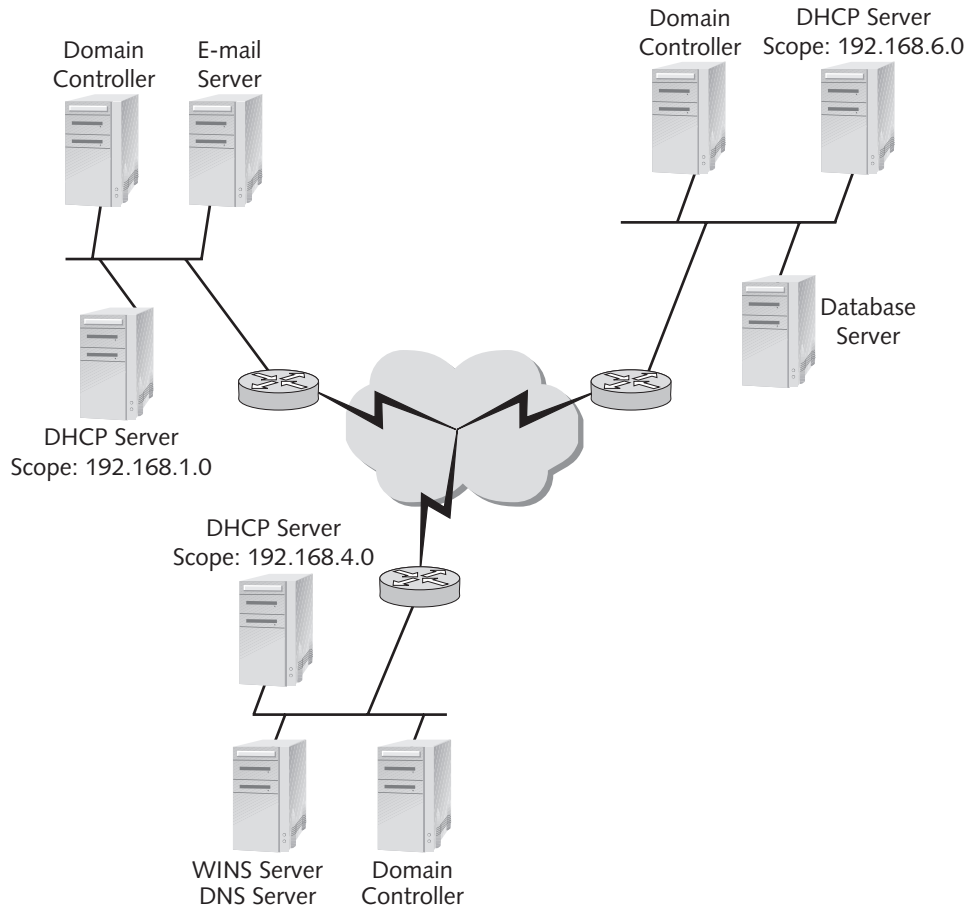 Domain
Controller
E-mail
Server
Domain
Controller
DHCP Server
Scope: 192.168.6.0
Database
Server
DHCP Server
Scope: 192.168.1.0
DHCP Server
Scope: 192.168.4.0
WINS Server
DNS Server
Domain
Controller